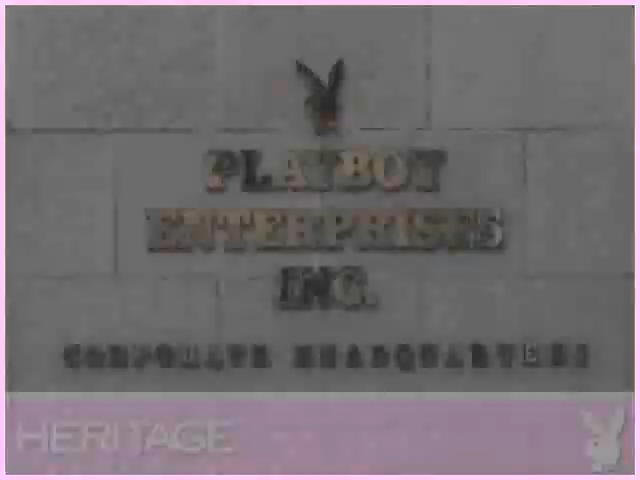 PLAYBOY
ENTERPRISES
INC.
CORPORATE HEADQUARTERS
HERITAGE